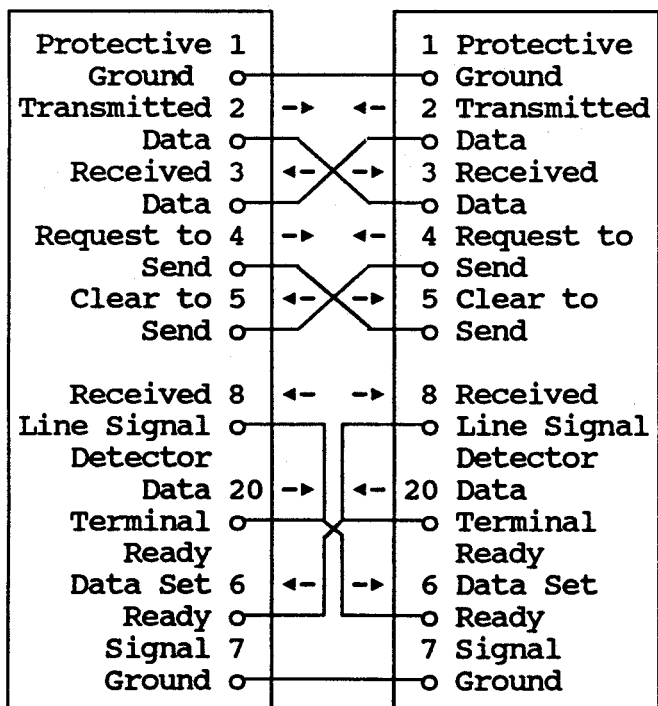 Protective 1 1 Protective
Ground Ground
Transmitted 2 2 Transmitted
Data Data
Received 3 3 Received
Data Data
Request to 4 4 Request to
Send Send
Clear to 5 5 Clear to
Send Send
Received 8 8 Received
Line Signal Line Signal
Detector Detector
Data 20 20 Data
Terminal Terminal
Ready Ready
Data Set 6 6 Data Set
Ready Ready
Signal 7 7 Signal
Ground Ground